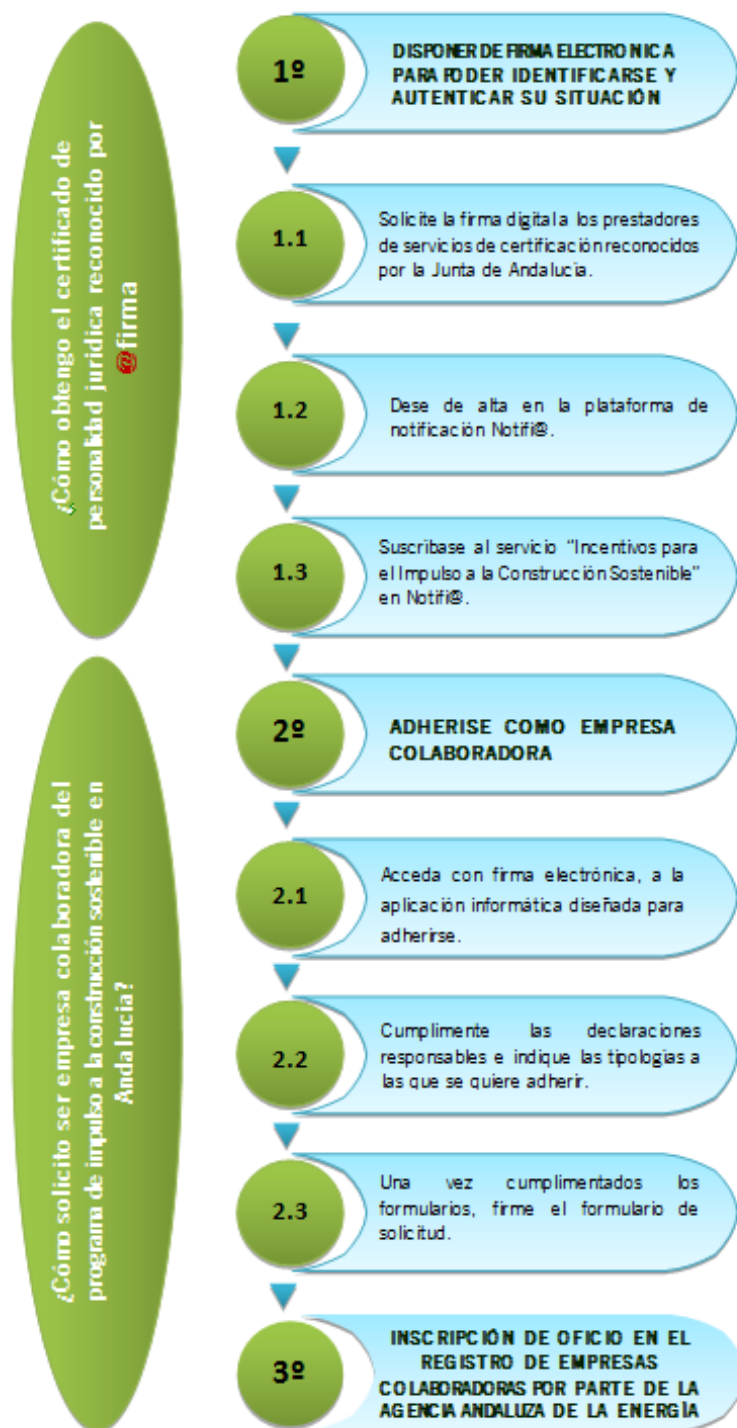 ¿Cómo obtengo el certificado de
personalidad jurídica reconocido por
@firma
1º
DISPONER DE FIRMA ELECTRONICA
PARA PODER IDENTIFICARSE Y
AUTENTICAR SU SITUACIÓN
1.1
Solicite la firma digital a los prestadores
de servicios de certificación reconocidos
por la Junta de Andalucía.
1.2
Dese de alta en la plataforma de
notificación Notifi@.
1.3
Suscríbase al servicio "Incentivos para
el Impulso a la Construcción Sostenible"
en Notifi@.
¿Cómo solicito ser empresa colaboradora del
programa de impulso a la construcción sostenible en
Andalucía?
2º
ADHERISE COMO EMPRESA
COLABORADORA
2.1
Acceda con firma electrónica, a la
aplicación informática diseñada para
adherirse.
2.2
Cumplimente las declaraciones
responsables e indique las tipologías a
las que se quiere adherir.
2.3
Una vez cumplimentados los
formularios, firme el formulario de
solicitud.
3º
INSCRIPCIÓN DE OFICIO EN EL
REGISTRO DE EMPRESAS
COLABORADORAS POR PARTE DE LA
AGENCIA ANDALUZA DE LA ENERGÍA